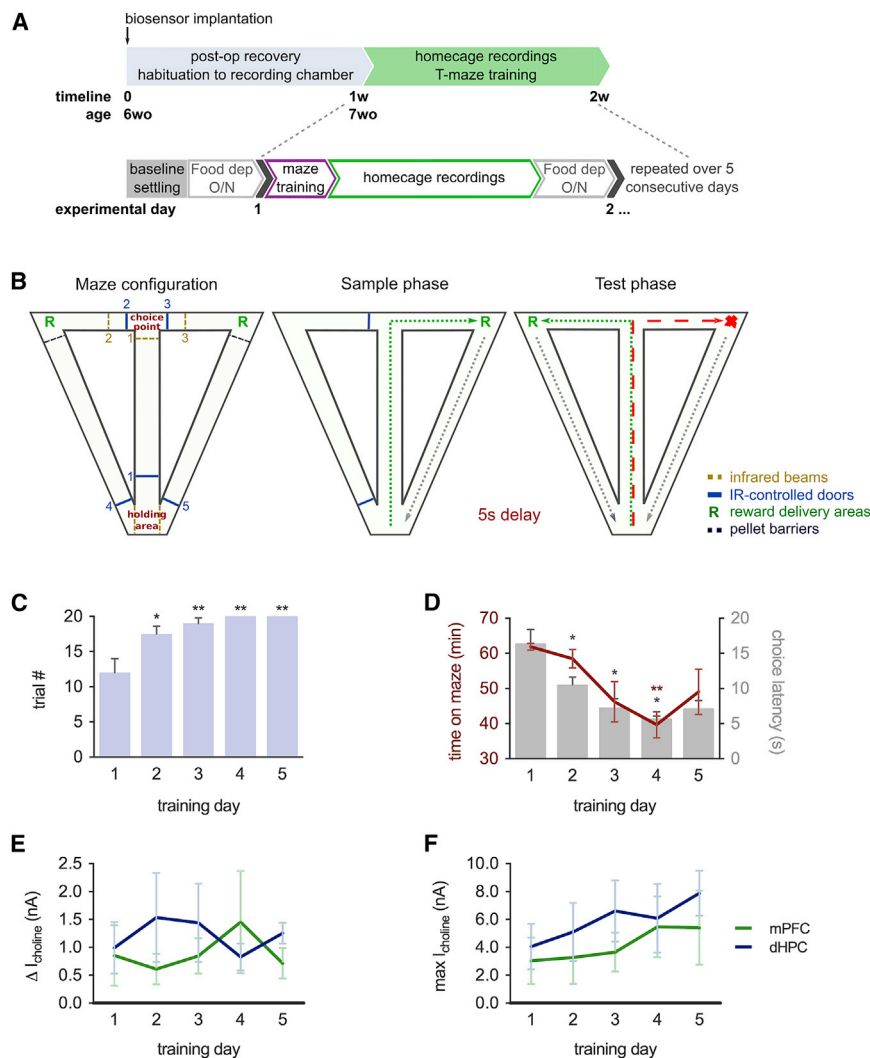 A
biosensor implantation
post-op recovery
habituation to recording chamber
homecage recordings
T-maze training
timeline 0 1w 2w
age 6wo 7wo
baseline
settling
Food dep
O/N
maze
training
homecage recordings
Food dep
O/N
repeated over 5
consecutive days
experimental day 1 2 ...
B
Maze configuration
Sample phase
Test phase
2 3
R choice point R
2 1 3
1
4 5
holding
area
R
5s delay
R
infrared beams
IR-controlled doors
R reward delivery areas
pellet barriers
C
trial #
20
15
10
5
0
* ** ** **
1 2 3 4 5
training day
D
time on maze (min)
70
60
50
40
30
* * ** *
20
15
10
5
0
choice latency (s)
1 2 3 4 5
training day
E
Δ Icholine (nA)
2.5
2.0
1.5
1.0
0.5
0.0
1 2 3 4 5
training day
F
max Icholine (nA)
10.0
8.0
6.0
4.0
2.0
0.0
1 2 3 4 5
training day
mPFC
dHPC